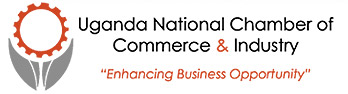 Uganda National Chamber of
Commerce & Industry
“Enhancing Business Opportunity”